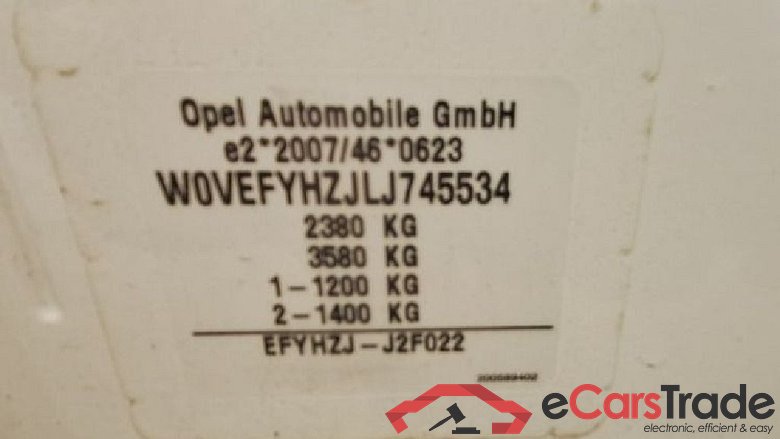 Opel Automobile GmbH
e2*2007/46*0623
W0VEFYHZJLJ745534
2380 KG
3580 KG
1-1200 KG
2-1400 KG
EFYHZJ-J2F022
eCarsTrade
electronic, efficient & easy